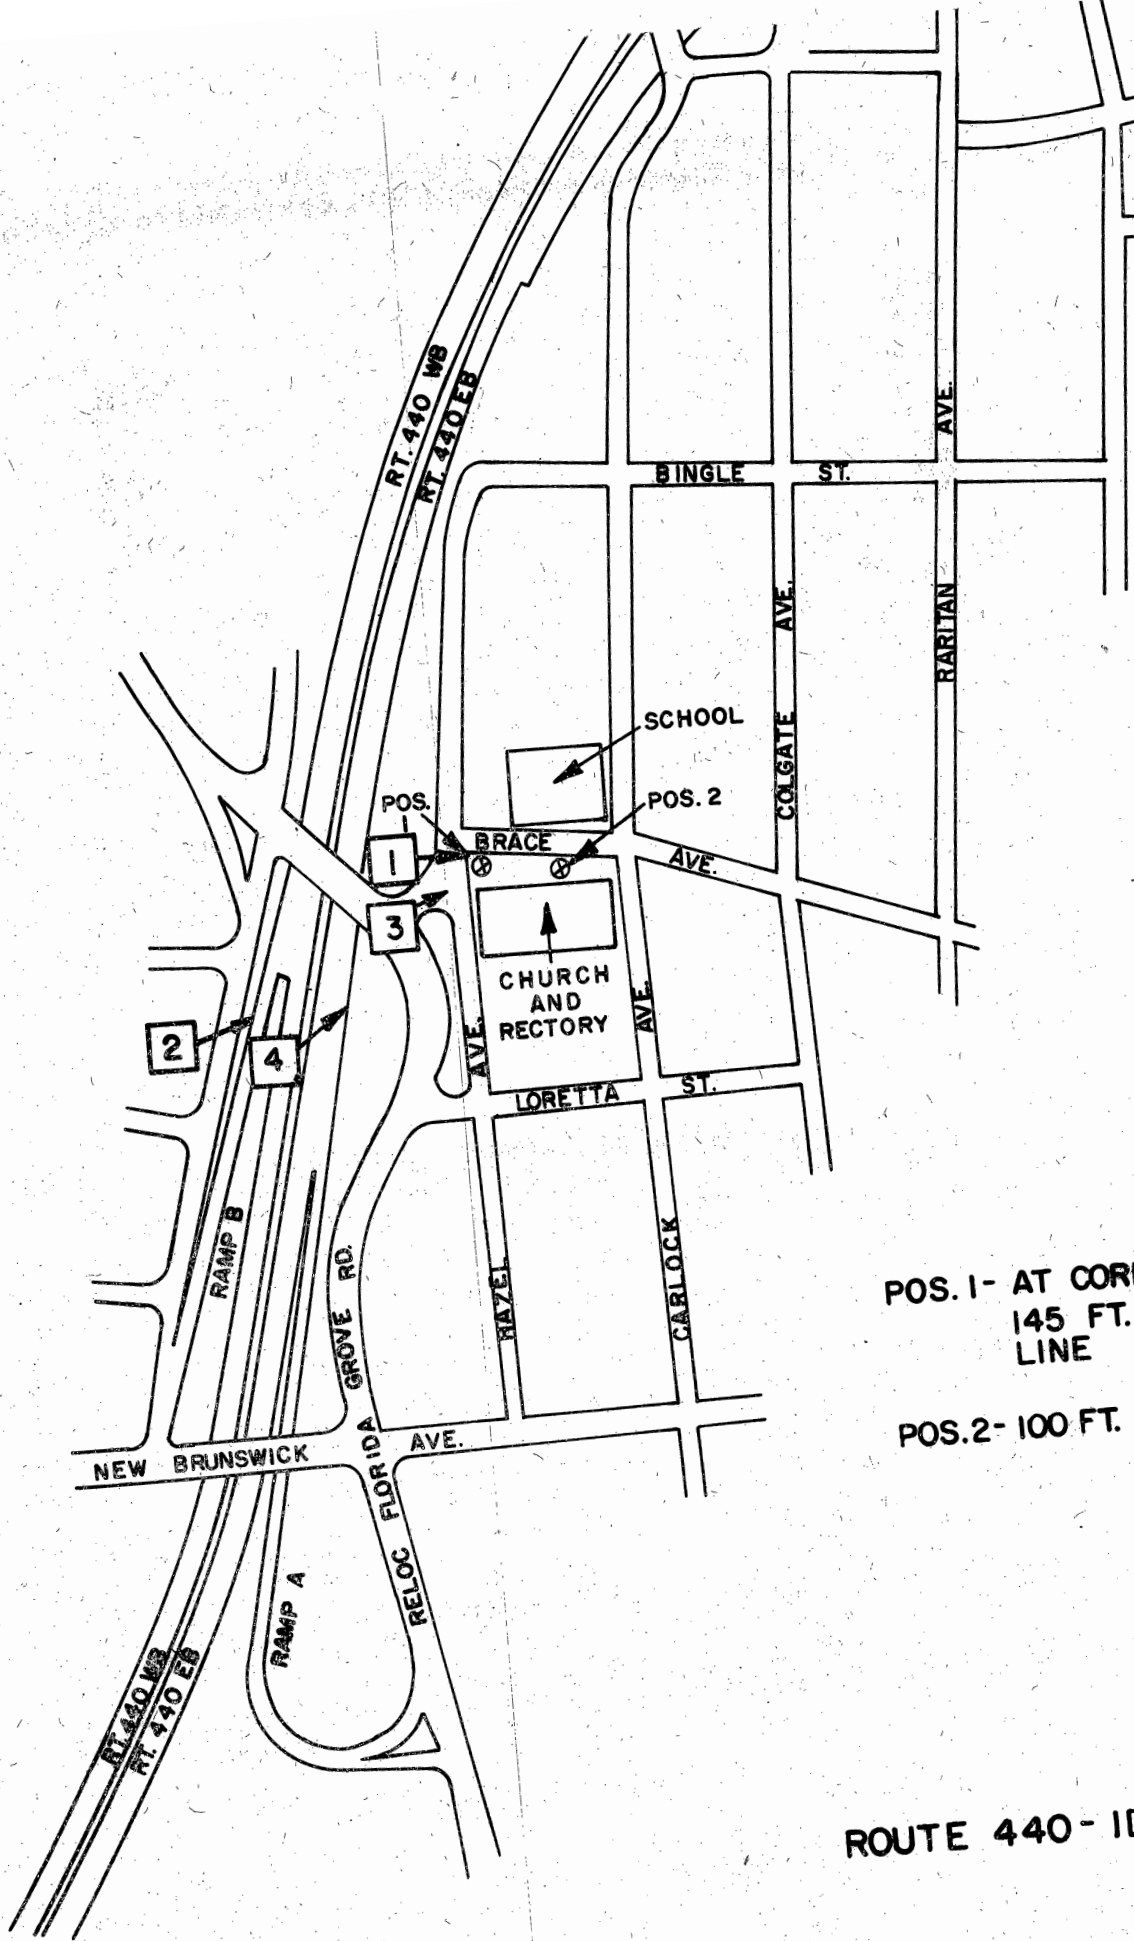 RT. 440 WB
RT. 440 EB
AVE.
BINGLE ST.
COLGATE AVE.
RARITAN
SCHOOL
POS.
1
POS. 2
1
BRACE AVE.
3
CHURCH
AND
RECTORY
2
4
AVE.
AVE.
LORETTA ST.
RAMP B
HAZEL
CARLOCK
POS. 1- AT COR
145 FT.
LINE
POS. 2- 100 FT.
NEW BRUNSWICK AVE.
RELOC FLORIDA GROVE RD.
RAMP A
RT. 440 WB
RT. 440 EB
ROUTE 440 -